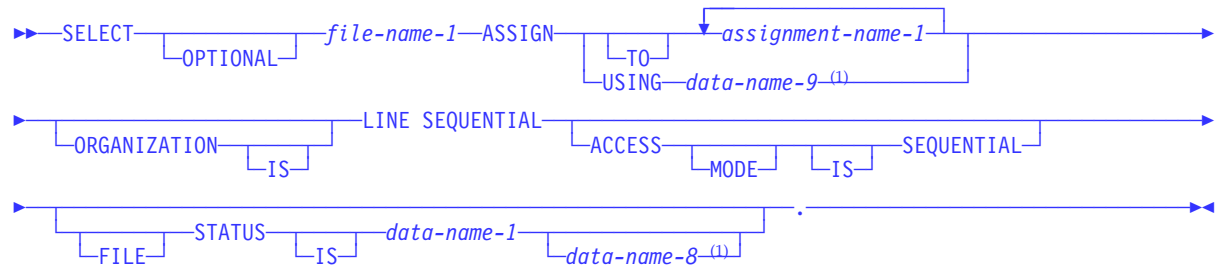 SELECT OPTIONAL file-name-1 ASSIGN TO assignment-name-1
USING data-name-9 (1)
ORGANIZATION IS LINE SEQUENTIAL ACCESS MODE IS SEQUENTIAL
FILE STATUS IS data-name-1 data-name-8 (1) .